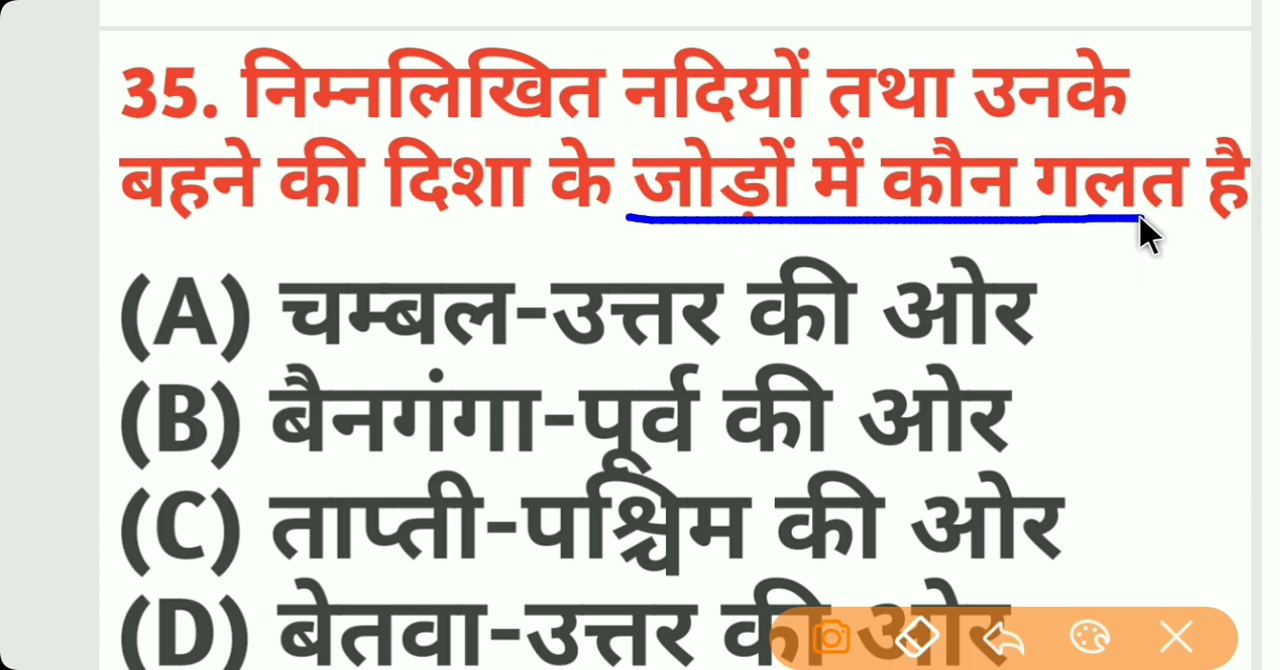 35. निम्नलिखित नदियों तथा उनके
बहने की दिशा के जोड़ों में कौन गलत है
(A) चम्बल-उत्तर की ओर
(B) बैनगंगा-पूर्व की ओर
(C) ताप्ती-पश्चिम की ओर
(D) बेतवा-उत्तर की ओर